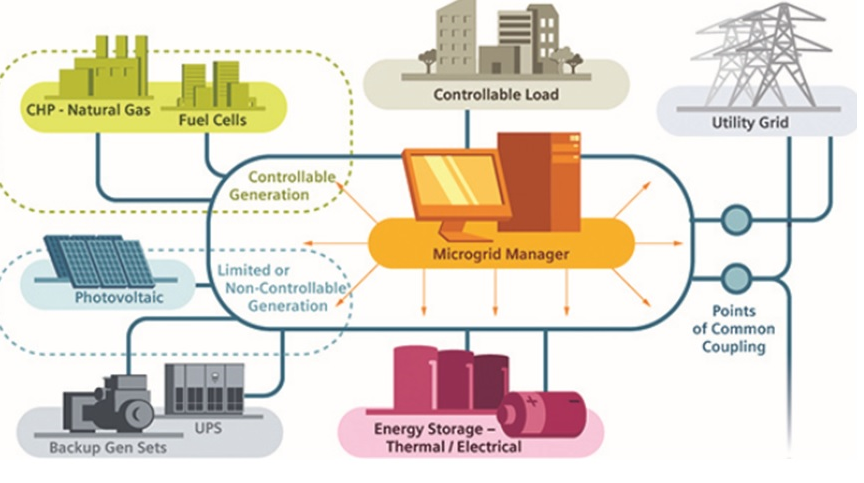 Controllable Load
CHP - Natural Gas
Fuel Cells
Utility Grid
Controllable
Generation
Microgrid Manager
Limited or
Non-Controllable
Generation
Photovoltaic
Points
of Common
Coupling
UPS
Backup Gen Sets
Energy Storage –
Thermal / Electrical